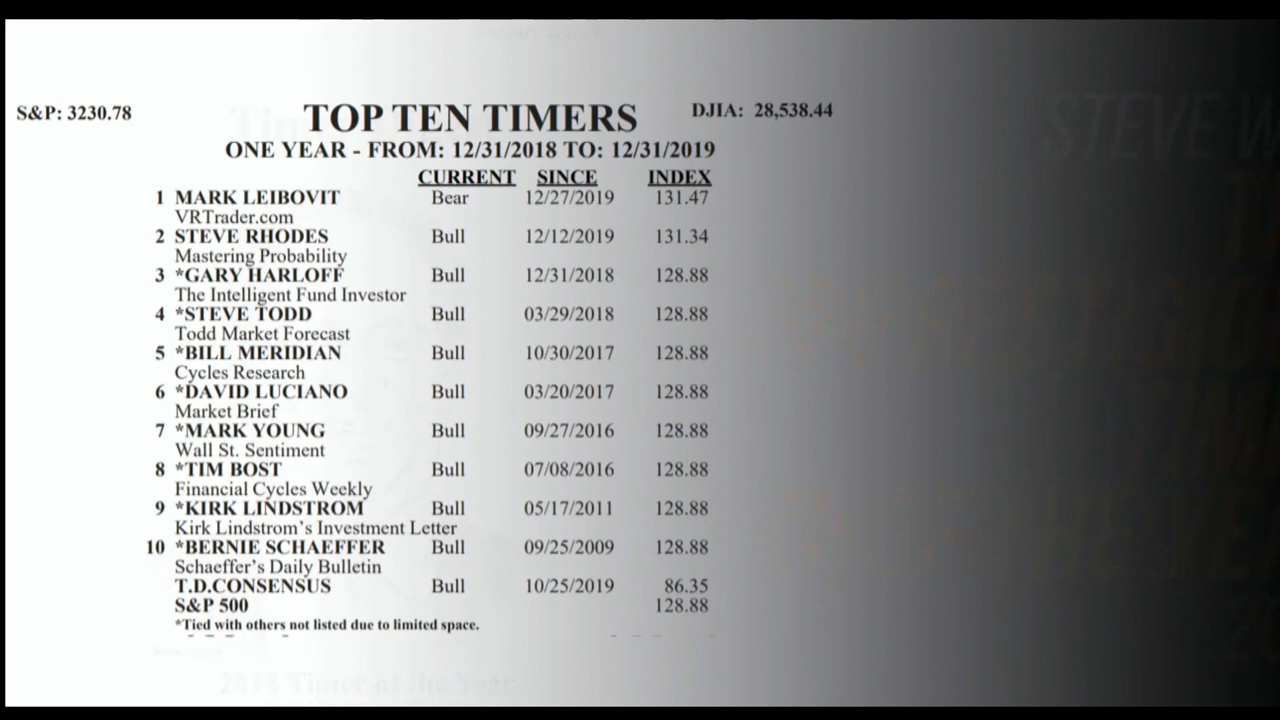 S&P: 3230.78
TOP TEN TIMERS
DJIA: 28,538.44
ONE YEAR - FROM: 12/31/2018 TO: 12/31/2019
CURRENT SINCE INDEX
1 MARK LEIBOVIT Bear 12/27/2019 131.47
VRTrader.com
2 STEVE RHODES Bull 12/12/2019 131.34
Mastering Probability
3 *GARY HARLOFF Bull 12/31/2018 128.88
The Intelligent Fund Investor
4 *STEVE TODD Bull 03/29/2018 128.88
Todd Market Forecast
5 *BILL MERIDIAN Bull 10/30/2017 128.88
Cycles Research
6 *DAVID LUCIANO Bull 03/20/2017 128.88
Market Brief
7 *MARK YOUNG Bull 09/27/2016 128.88
Wall St. Sentiment
8 *TIM BOST Bull 07/08/2016 128.88
Financial Cycles Weekly
9 *KIRK LINDSTROM Bull 05/17/2011 128.88
Kirk Lindstrom's Investment Letter
10 *BERNIE SCHAEFFER Bull 09/25/2009 128.88
Schaeffer's Daily Bulletin
T.D.CONSENSUS Bull 10/25/2019 86.35
S&P 500 128.88
*Tied with others not listed due to limited space.
Timer of the Year
STEVE